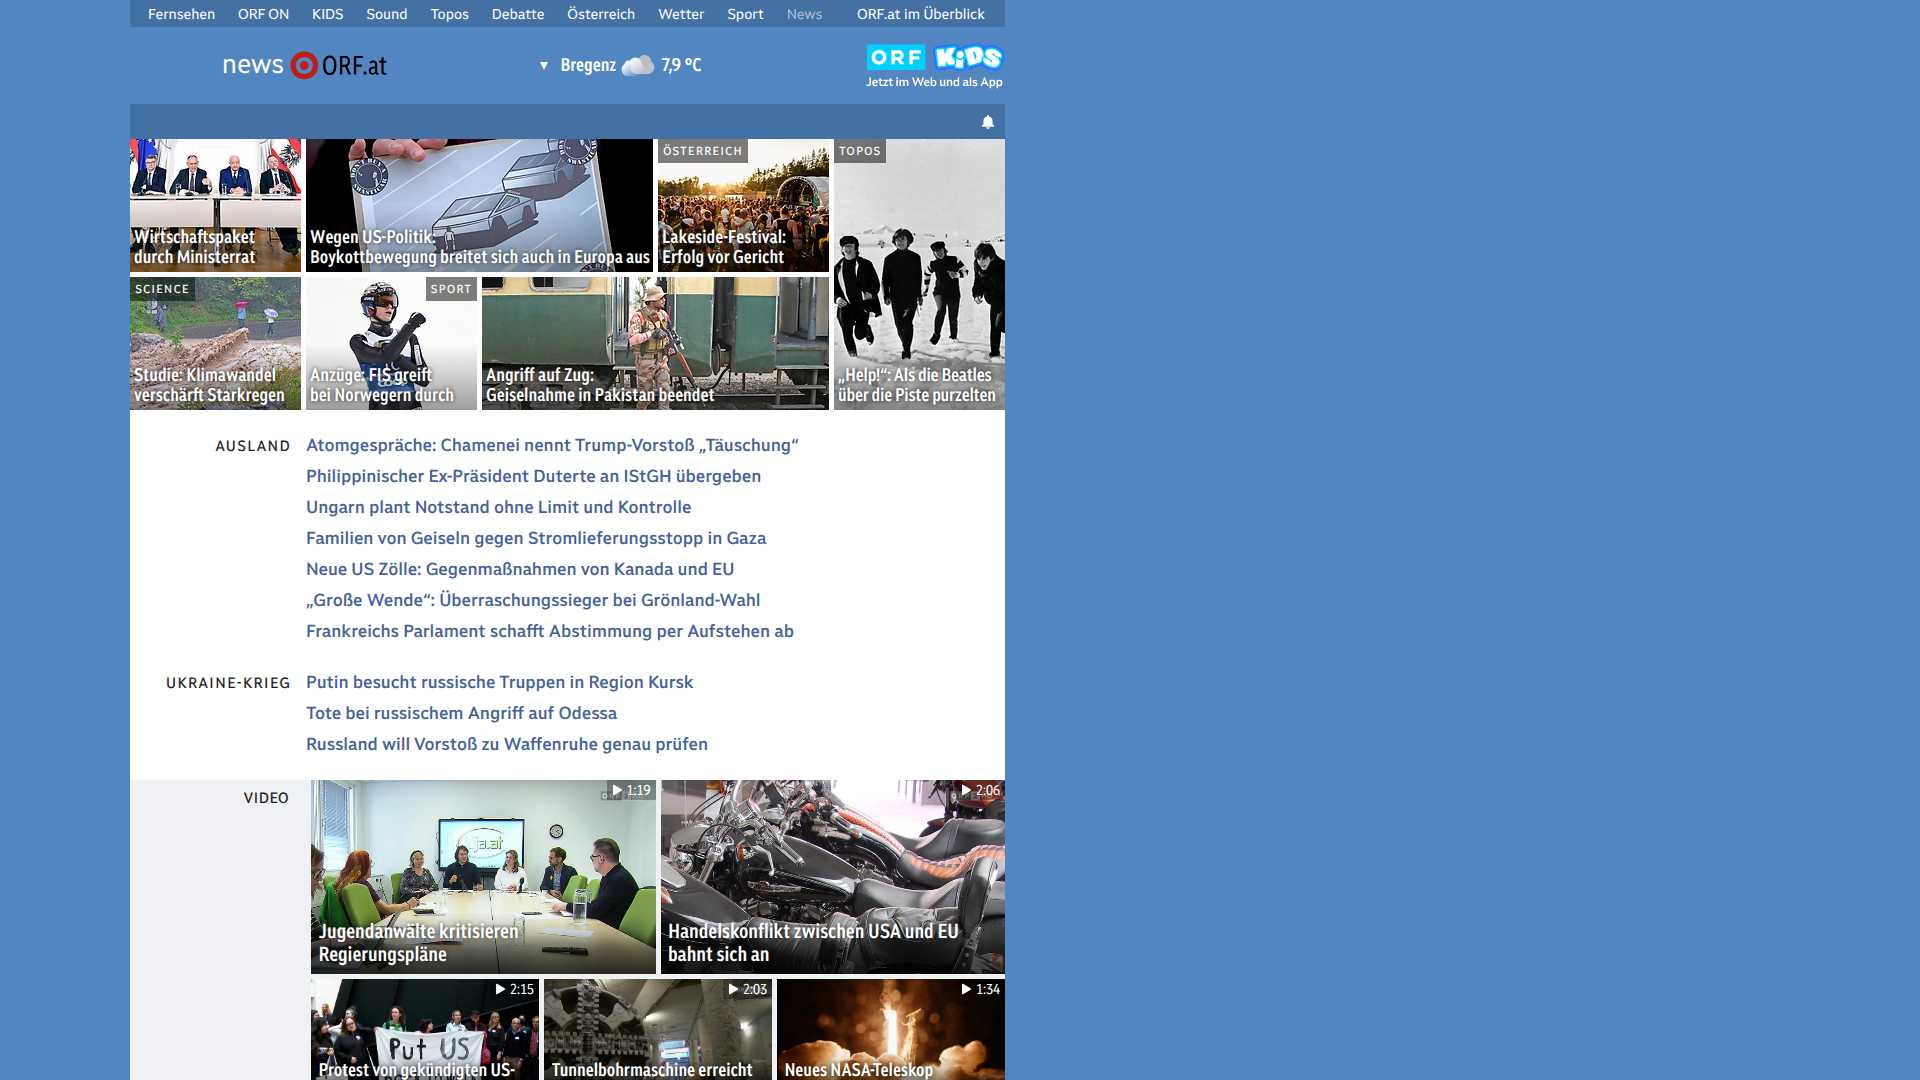 Fernsehen ORF ON KIDS Sound Topos Debatte Österreich Wetter Sport News ORF.at im Überblick
news ORF.at
▼ Bregenz 7,9 °C
ORF KiDS
Jetzt im Web und als App
Wirtschaftspaket
durch Ministerrat
Wegen US-Politik:
Boykottbewegung breitet sich auch in Europa aus
ÖSTERREICH
Lakeside-Festival:
Erfolg vor Gericht
TOPOS
„Help!“: Als die Beatles
über die Piste purzelten
SCIENCE
Studie: Klimawandel
verschärft Starkregen
SPORT
Anzüge: FIS greift
bei Norwegern durch
Angriff auf Zug:
Geiselnahme in Pakistan beendet
AUSLAND
Atomgespräche: Chamenei nennt Trump-Vorstoß „Täuschung“
Philippinischer Ex-Präsident Duterte an IStGH übergeben
Ungarn plant Notstand ohne Limit und Kontrolle
Familien von Geiseln gegen Stromlieferungsstopp in Gaza
Neue US Zölle: Gegenmaßnahmen von Kanada und EU
„Große Wende“: Überraschungssieger bei Grönland-Wahl
Frankreichs Parlament schafft Abstimmung per Aufstehen ab
UKRAINE-KRIEG
Putin besucht russische Truppen in Region Kursk
Tote bei russischem Angriff auf Odessa
Russland will Vorstoß zu Waffenruhe genau prüfen
VIDEO
1:19
ja.at
Jugendanwälte kritisieren
Regierungspläne
2:06
Handelskonflikt zwischen USA und EU
bahnt sich an
2:15
Put US
Protest von gekündigten US-
2:03
Tunnelbohrmaschine erreicht
1:34
Neues NASA-Teleskop